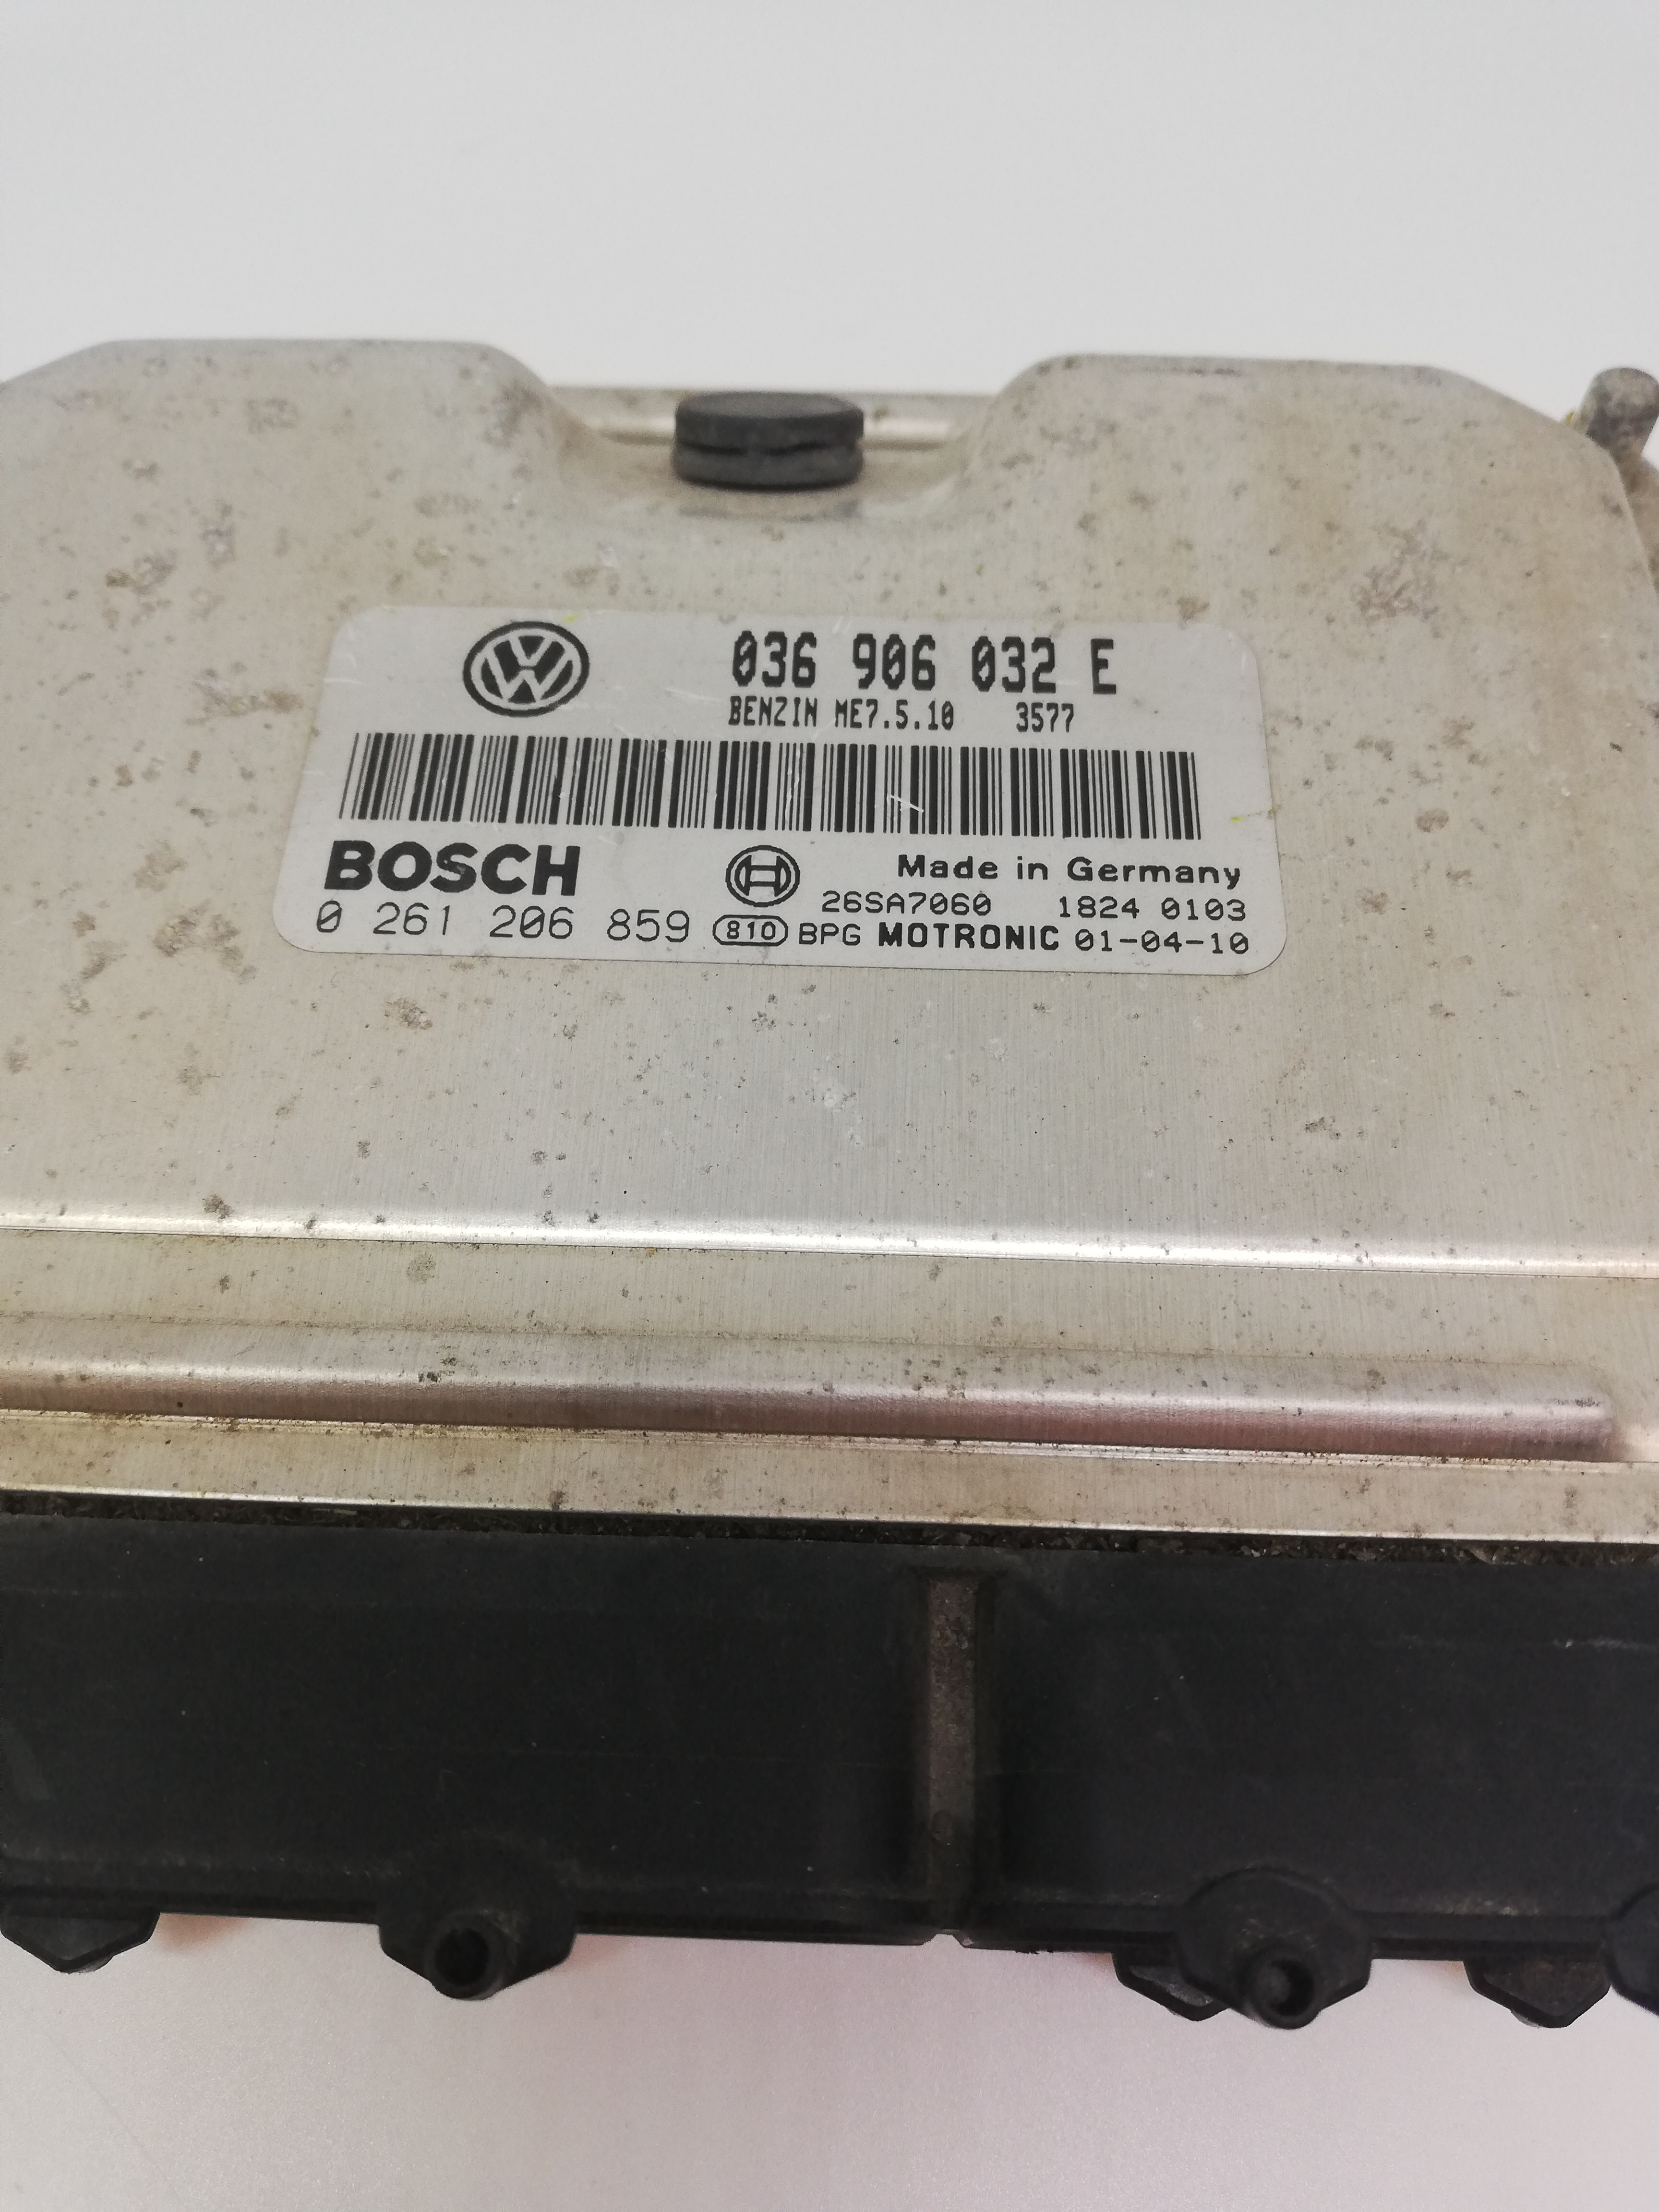 036 906 032 E
BENZIN ME7.5.10 3577
BOSCH Made in Germany
26SA7060 1824 0103
0 261 206 859 810 BPG MOTRONIC 01-04-10